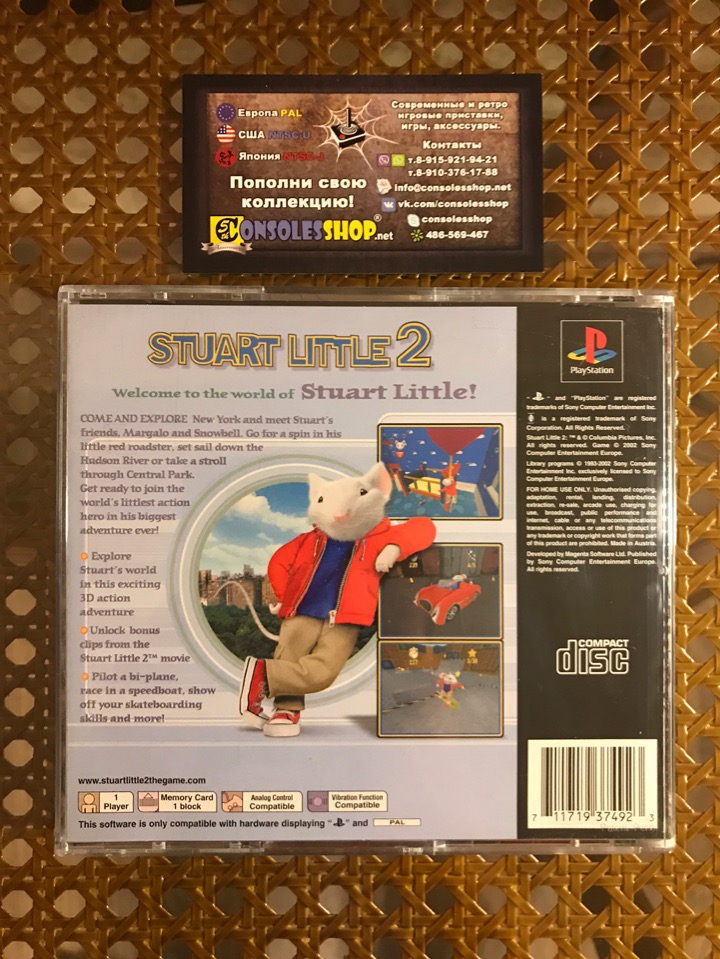 Европа PAL
США NTSC-U
Япония NTSC-J
Пополни свою
коллекцию!
CONSOLESSHOP.net
Современные и ретро
игровые приставки,
игры, аксессуары.
Контакты
т.8-915-921-94-21
т.8-910-376-17-88
info@consolesshop.net
vk.com/consolesshop
consolesshop
486-569-467
STUART LITTLE 2
Welcome to the world of Stuart Little!
COME AND EXPLORE New York and meet Stuart's
friends, Margalo and Snowbell. Go for a spin in his
little red roadster, set sail down the
Hudson River or take a stroll
through Central Park.
Get ready to join the
world's littlest action
hero in his biggest
adventure ever!
Explore
Stuart's world
in this exciting
3D action
adventure
Unlock bonus
clips from the
Stuart Little 2™ movie
Pilot a bi-plane,
race in a speedboat, show
off your skateboarding
skills and more!
www.stuartlittle2thegame.com
1
Player
Memory Card
1 block
Analog Control
Compatible
Vibration Function
Compatible
This software is only compatible with hardware displaying " " and PAL
PlayStation
" " and "PlayStation" are registered
trademarks of Sony Computer Entertainment Inc.
is a registered trademark of Sony
Corporation. All Rights Reserved.
Stuart Little 2: ™ & © Columbia Pictures, Inc.
All rights reserved. Game © 2002 Sony
Computer Entertainment Europe.
Library programs © 1993-2002 Sony Computer
Entertainment Inc. exclusively licensed to Sony
Computer Entertainment Europe.
FOR HOME USE ONLY. Unauthorised copying,
adaptation, rental, lending, distribution,
extraction, re-sale, arcade use, charging for
use, broadcast, public performance and
internet, cable or any telecommunications
transmission, access or use of this product or
any trademark or copyright work that forms part
of this product are prohibited. Made in Austria.
Developed by Magenta Software Ltd. Published
by Sony Computer Entertainment Europe.
All rights reserved.
COMPACT
disc
7 11719 37492 3